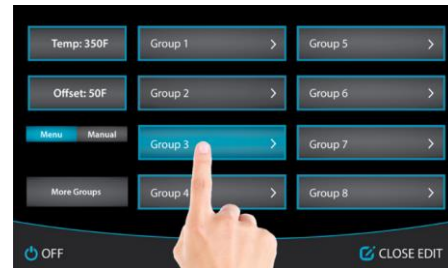 Temp: 350F
Offset: 50F
Menu Manual
More Groups
Group 1
Group 2
Group 3
Group 4
Group 5
Group 6
Group 7
Group 8
OFF
CLOSE EDIT